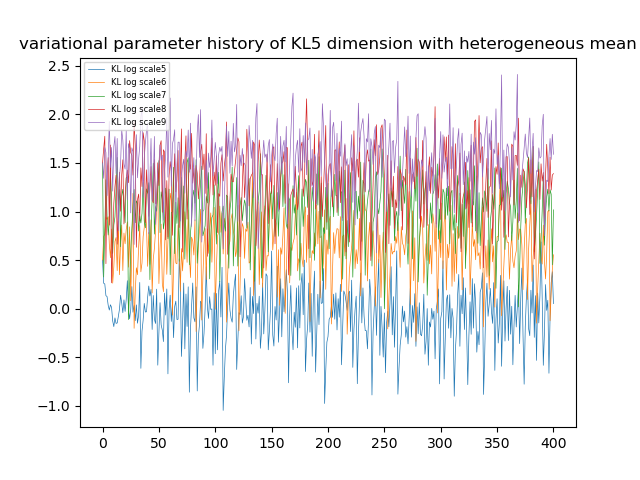 variational parameter history of KL5 dimension with heterogeneous mean
2.5
2.0
1.5
1.0
0.5
0.0
−0.5
−1.0
KL log scale5
KL log scale6
KL log scale7
KL log scale8
KL log scale9
0 50 100 150 200 250 300 350 400